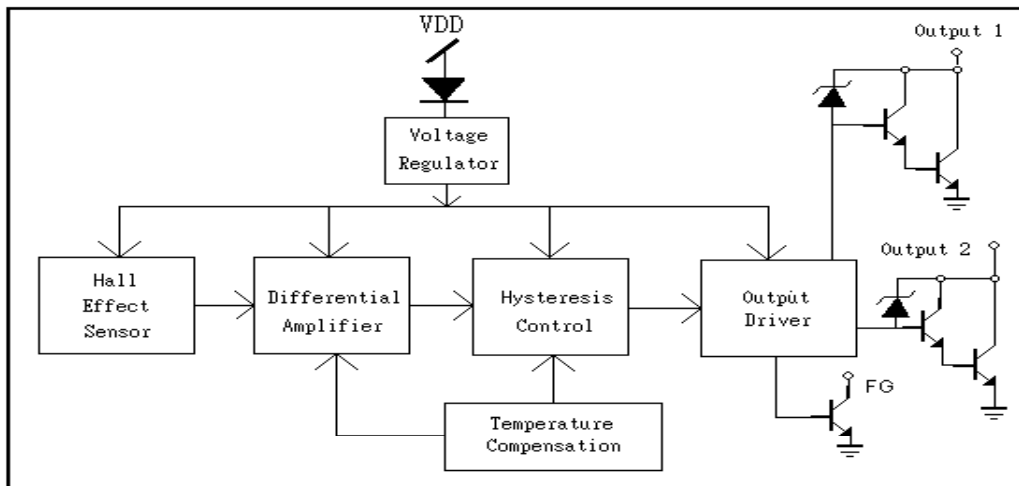 VDD
Output 1
Voltage
Regulator
Output 2
Hall
Effect
Sensor
Differential
Amplifier
Hysteresis
Control
Output
Driver
FG
Temperature
Compensation